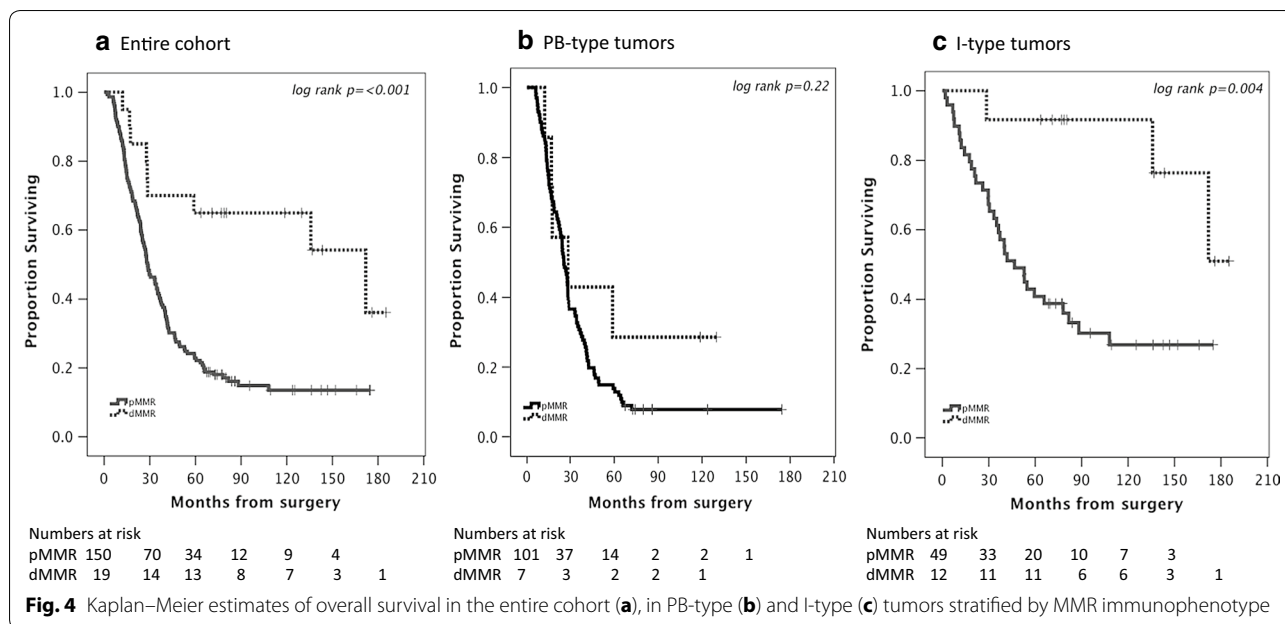 a Entire cohort
log rank p=<0.001
Proportion Surviving
1.0
0.8
0.6
0.4
0.2
0.0
pMMR
dMMR
0 30 60 90 120 150 180 210
Months from surgery
Numbers at risk
pMMR 150 70 34 12 9 4
dMMR 19 14 13 8 7 3 1
b PB-type tumors
log rank p=0.22
Proportion Surviving
1.0
0.8
0.6
0.4
0.2
0.0
pMMR
dMMR
0 30 60 90 120 150 180 210
Months from surgery
Numbers at risk
pMMR 101 37 14 2 2 1
dMMR 7 3 2 2 1
c I-type tumors
log rank p=0.004
Proportion Surviving
1.0
0.8
0.6
0.4
0.2
0.0
pMMR
dMMR
0 30 60 90 120 150 180 210
Months from surgery
Numbers at risk
pMMR 49 33 20 10 7 3
dMMR 12 11 11 6 6 3 1
Fig. 4 Kaplan–Meier estimates of overall survival in the entire cohort (a), in PB-type (b) and I-type (c) tumors stratified by MMR immunophenotype